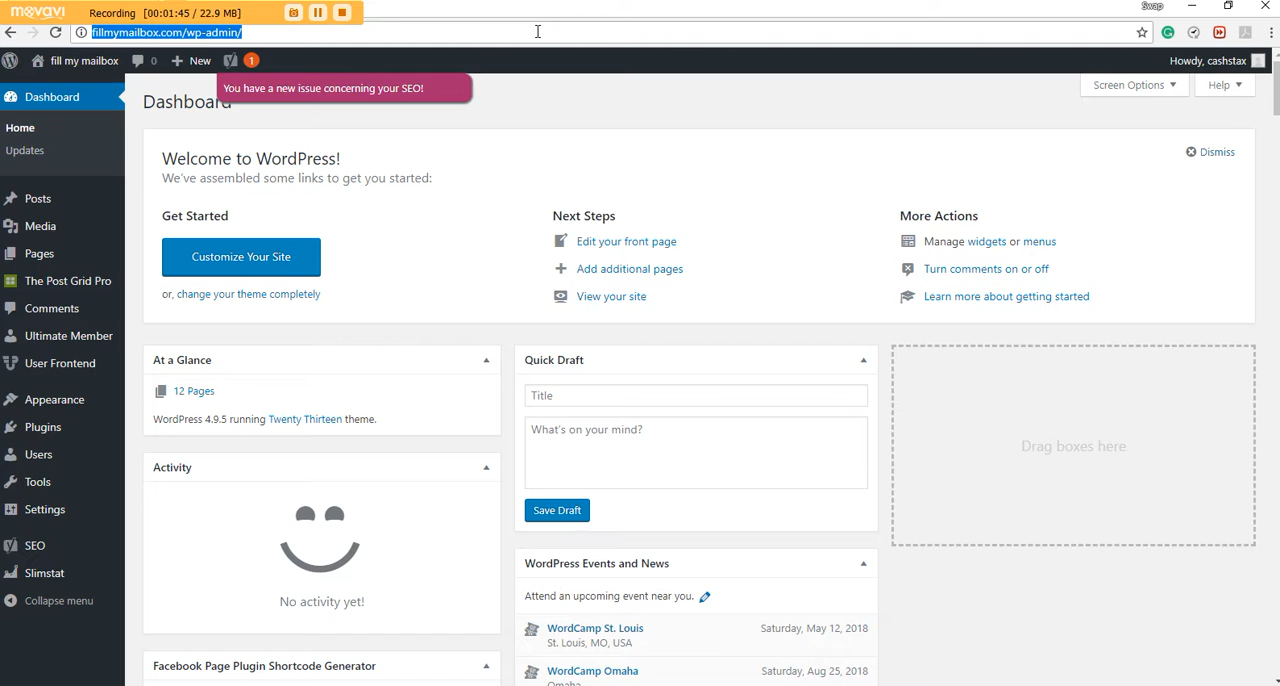 movavi Recording [00:01:45 / 22.9 MB]
Swap
fillmymailbox.com/wp-admin/
fill my mailbox 0 New 1
Howdy, cashstax
You have a new issue concerning your SEO!
Dashboard
Home
Updates
Posts
Media
Pages
The Post Grid Pro
Comments
Ultimate Member
User Frontend
Appearance
Plugins
Users
Tools
Settings
SEO
Slimstat
Collapse menu
Dashboard
Screen Options
Help
Welcome to WordPress!
We've assembled some links to get you started:
Dismiss
Get Started
Customize Your Site
or, change your theme completely
Next Steps
Edit your front page
Add additional pages
View your site
More Actions
Manage widgets or menus
Turn comments on or off
Learn more about getting started
At a Glance
12 Pages
WordPress 4.9.5 running Twenty Thirteen theme.
Activity
No activity yet!
Facebook Page Plugin Shortcode Generator
Quick Draft
Title
What's on your mind?
Save Draft
WordPress Events and News
Attend an upcoming event near you.
WordCamp St. Louis Saturday, May 12, 2018
St. Louis, MO, USA
WordCamp Omaha Saturday, Aug 25, 2018
Omaha
Drag boxes here